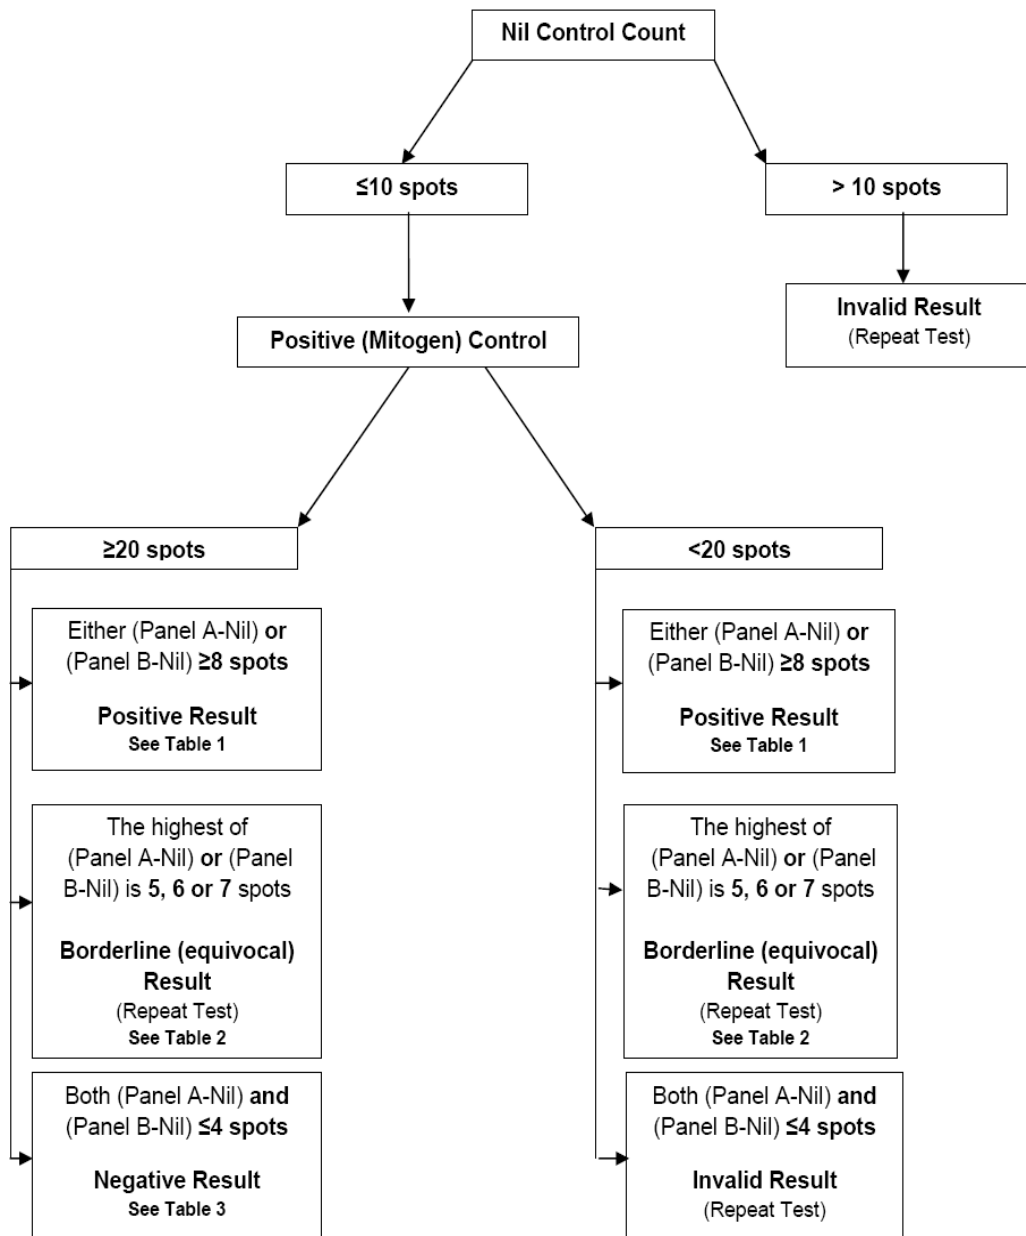 Nil Control Count
≤10 spots
> 10 spots
Invalid Result
(Repeat Test)
Positive (Mitogen) Control
≥20 spots
<20 spots
Either (Panel A-Nil) or
(Panel B-Nil) ≥8 spots
Positive Result
See Table 1
The highest of
(Panel A-Nil) or (Panel
B-Nil) is 5, 6 or 7 spots
Borderline (equivocal)
Result
(Repeat Test)
See Table 2
Both (Panel A-Nil) and
(Panel B-Nil) ≤4 spots
Negative Result
See Table 3
Either (Panel A-Nil) or
(Panel B-Nil) ≥8 spots
Positive Result
See Table 1
The highest of
(Panel A-Nil) or (Panel
B-Nil) is 5, 6 or 7 spots
Borderline (equivocal)
Result
(Repeat Test)
See Table 2
Both (Panel A-Nil) and
(Panel B-Nil) ≤4 spots
Invalid Result
(Repeat Test)